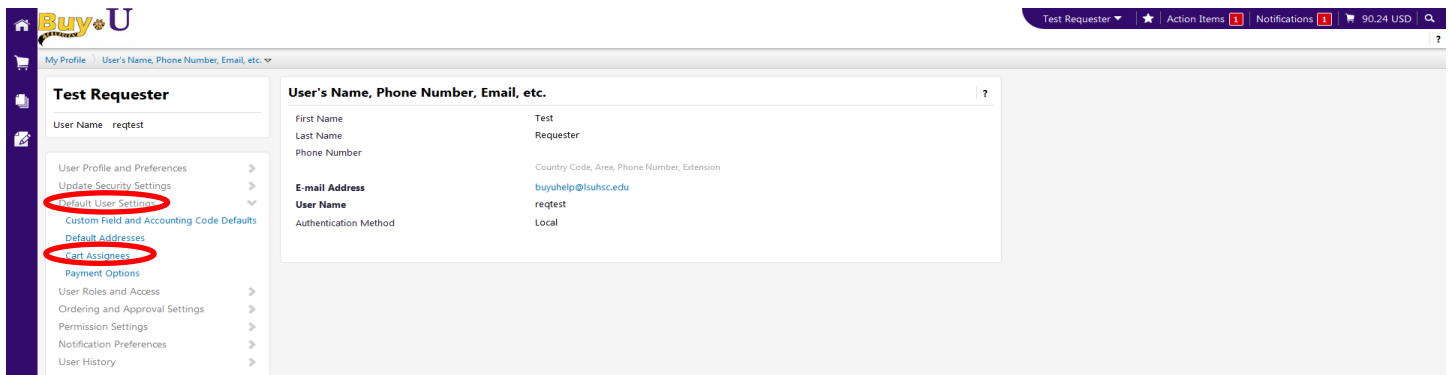 Buy U
SERVICES
Test Requester Action Items 1 Notifications 1 90.24 USD
?
My Profile User's Name, Phone Number, Email, etc.
Test Requester
User Name reqtest
User Profile and Preferences
Update Security Settings
Default User Settings
Custom Field and Accounting Code Defaults
Default Addresses
Cart Assignees
Payment Options
User Roles and Access
Ordering and Approval Settings
Permission Settings
Notification Preferences
User History
User's Name, Phone Number, Email, etc. ?
First Name Test
Last Name Requester
Phone Number
Country Code, Area, Phone Number, Extension
E-mail Address buyuhelp@lsuhsc.edu
User Name reqtest
Authentication Method Local